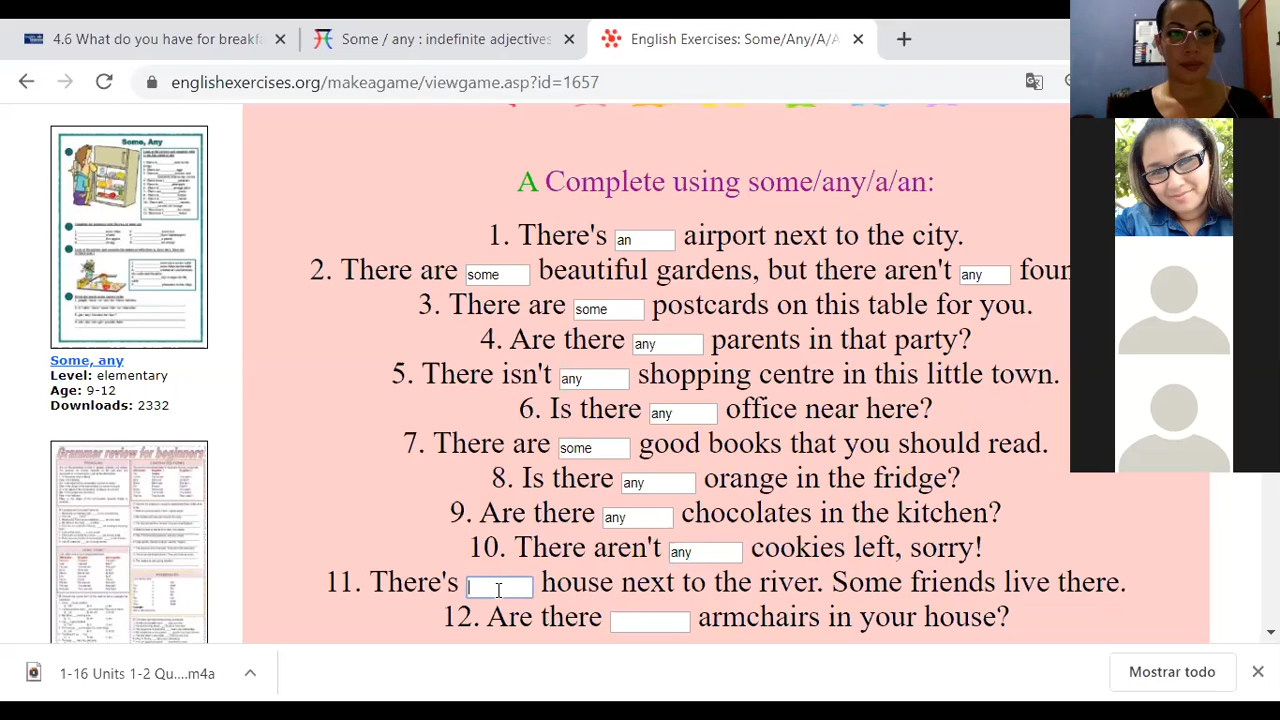 4.6 What do you have for breakfa
Some / any : indefinite adjectives
English Exercises: Some/Any/A/A
englishexercises.org/makeagame/viewgame.asp?id=1657
Some, Any
A Complete using some/any/a/an:
1. There's an airport next to the city.
2. There are some beautiful gardens, but there aren't any foun
3. There are some postcards on this table for you.
4. Are there any parents in that party?
5. There isn't any shopping centre in this little town.
6. Is there any office near here?
7. There are some good books that you should read.
8. Is there any orange in the fridge?
9. Are there any chocolates in the kitchen?
10. There aren't any cookies left, sorry!
11. There's house next to the river. Some friends live there.
12. Are there armchairs in your house?
Some, any
Level: elementary
Age: 9-12
Downloads: 2332
Grammar review for beginners
1-16 Units 1-2 Qu....m4a
Mostrar todo